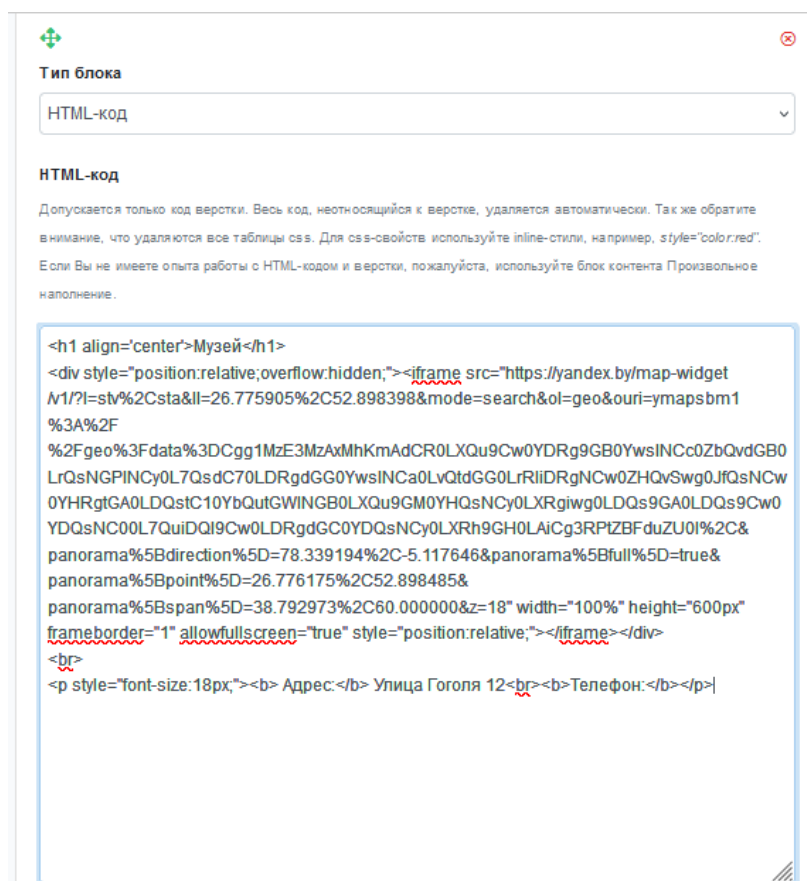 Тип блока
HTML-код
HTML-код
Допускается только код верстки. Весь код, неотносящийся к верстке, удаляется автоматически. Так же обратите
внимание, что удаляются все таблицы css. Для css-свойств используйте inline-стили, например, style="color:red".
Если Вы не имеете опыта работы с HTML-кодом и верстки, пожалуйста, используйте блок контента Произвольное
наполнение.
<h1 align='center'>Музей</h1>
<div style="position:relative;overflow:hidden;"><iframe src="https://yandex.by/map-widget
/v1/?l=stv%2Csta&ll=26.775905%2C52.898398&mode=search&ol=geo&ouri=ymapsbm1
%3A%2F
%2Fgeo%3Fdata%3DCgg1MzE3MzAxMhKmAdCR0LXQu9Cw0YDRg9GB0YwsINCc0ZbQvdGB0
LrQsNGPINCy0L7QsdC70LDRgdGG0YwsINCa0LvQtdGG0LrRliDRgNCw0ZHQvSwg0JfQsNCw
0YHRgtGA0LDQstC10YbQutGWINGB0LXQu9GM0YHQsNCy0LXRgiwg0LDQs9GA0LDQs9Cw0
YDQsNC00L7QuiDQl9Cw0LDRgdGC0YDQsNCy0LXRh9GH0LAiCg3RPtZBFduZU0I%2C&
panorama%5Bdirection%5D=78.339194%2C-5.117646&panorama%5Bfull%5D=true&
panorama%5Bpoint%5D=26.776175%2C52.898485&
panorama%5Bspan%5D=38.792973%2C60.000000&z=18" width="100%" height="600px"
frameborder="1" allowfullscreen="true" style="position:relative;"></iframe></div>
<br>
<p style="font-size:18px;"><b> Адрес:</b> Улица Гоголя 12<br><b>Телефон:</b></p>